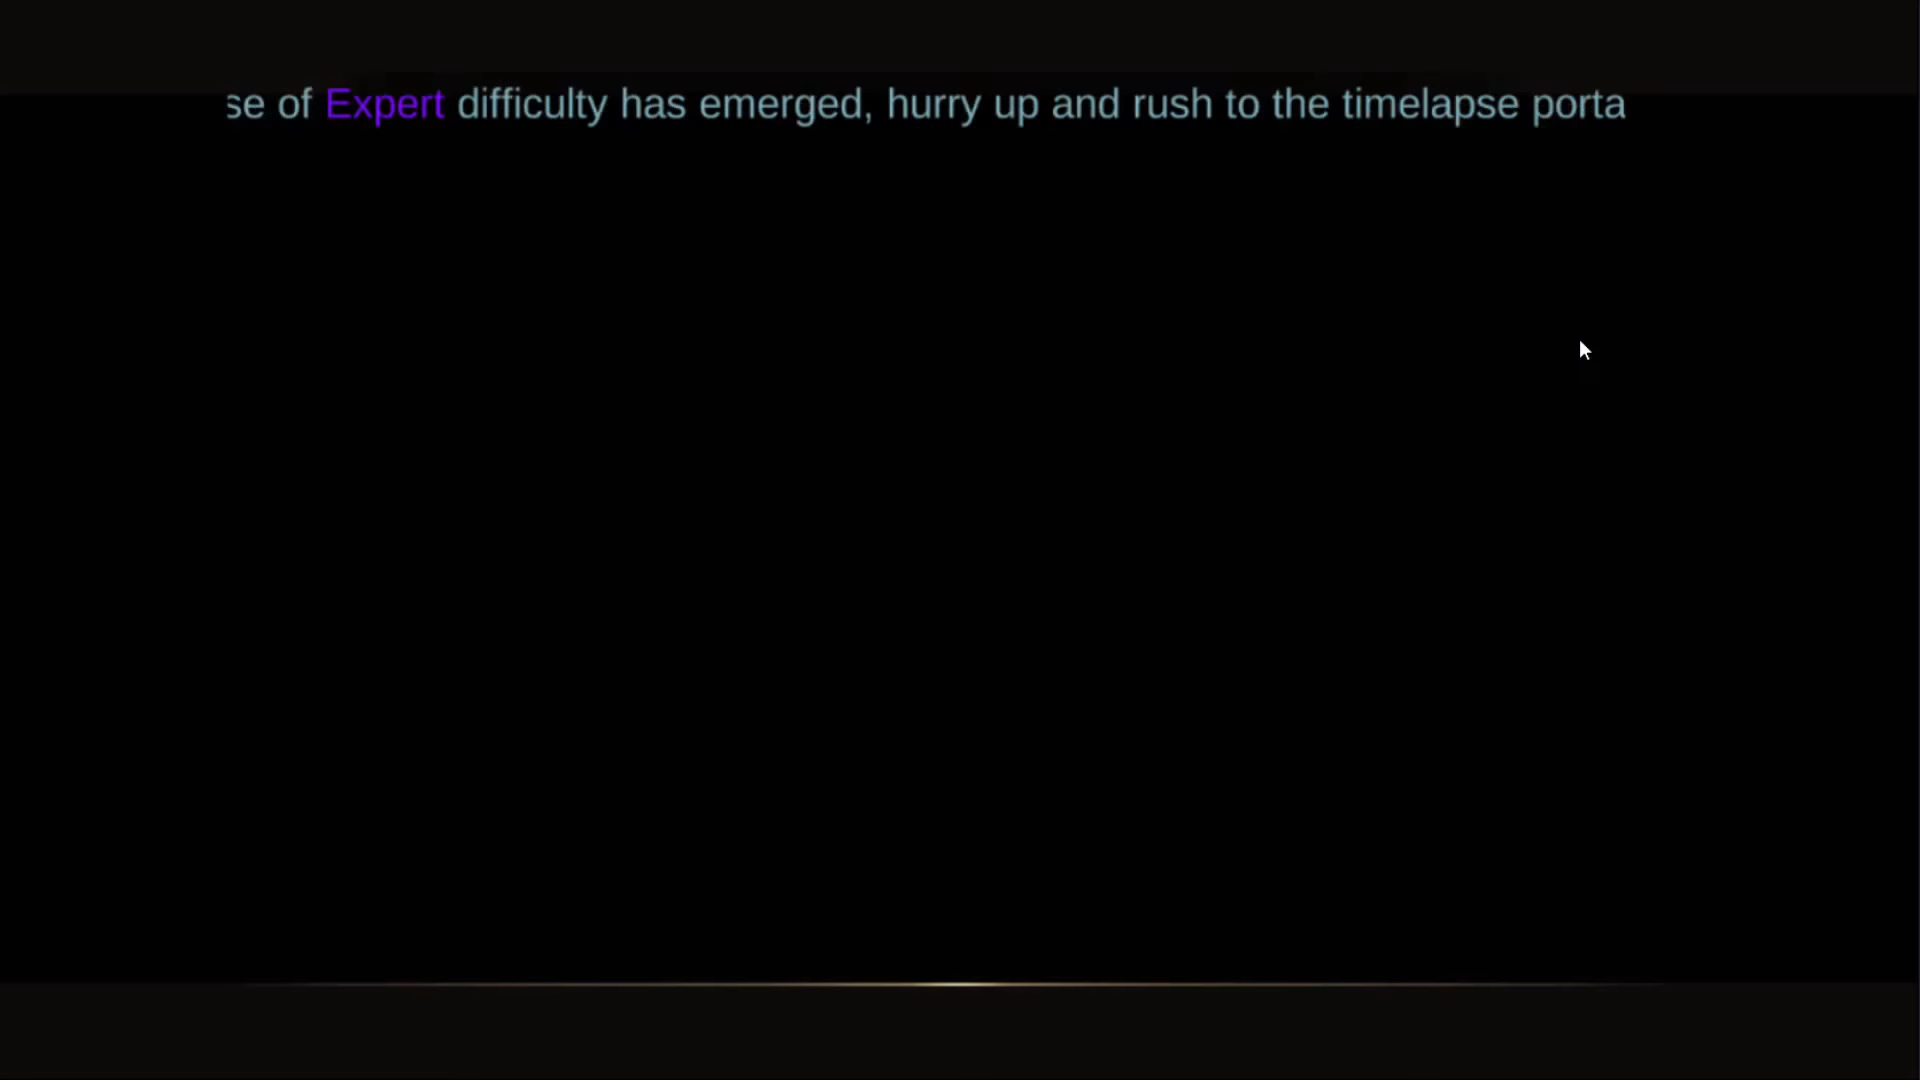 se of Expert difficulty has emerged, hurry up and rush to the timelapse porta